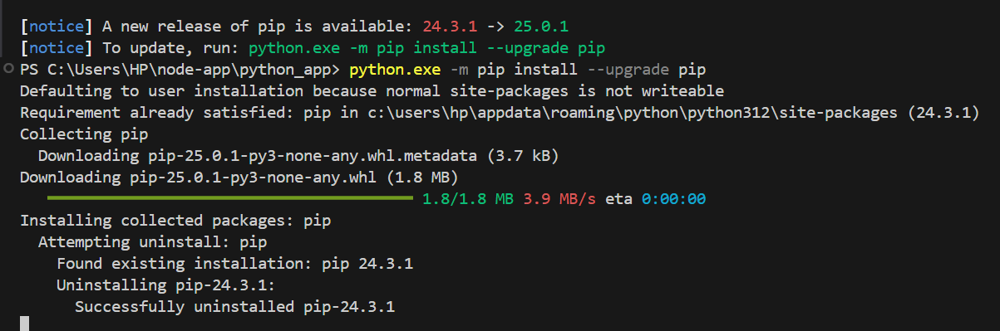 [notice] A new release of pip is available: 24.3.1 -> 25.0.1
[notice] To update, run: python.exe -m pip install --upgrade pip
PS C:\Users\HP\node-app\python_app> python.exe -m pip install --upgrade pip
Defaulting to user installation because normal site-packages is not writeable
Requirement already satisfied: pip in c:\users\hp\appdata\roaming\python\python312\site-packages (24.3.1)
Collecting pip
  Downloading pip-25.0.1-py3-none-any.whl.metadata (3.7 kB)
Downloading pip-25.0.1-py3-none-any.whl (1.8 MB)
1.8/1.8 MB 3.9 MB/s eta 0:00:00
Installing collected packages: pip
  Attempting uninstall: pip
    Found existing installation: pip 24.3.1
    Uninstalling pip-24.3.1:
      Successfully uninstalled pip-24.3.1